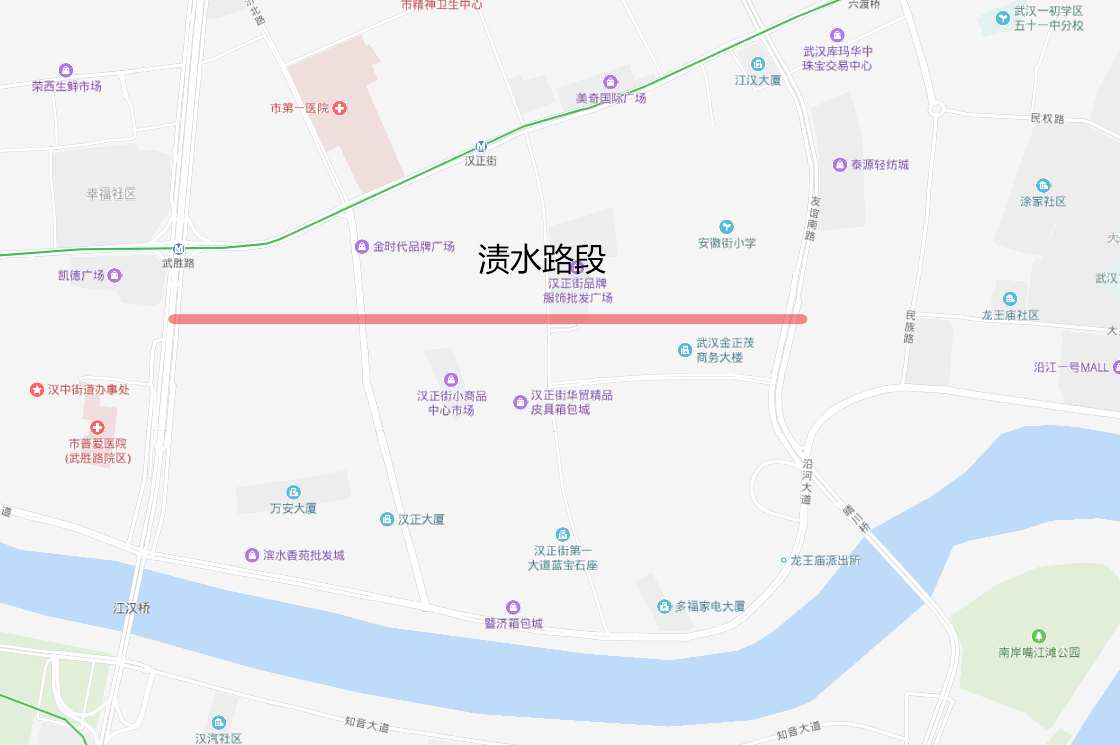 市精神卫生中心
六渡桥
武汉一初学区
五十一中分校
武汉库玛华中
珠宝交易中心
荣西生鲜市场
江汉大厦
美奇国际广场
市第一医院
民权路
汉正街
泰源轻纺城
幸福社区
涂家社区
友谊南路
安徽街小学
金时代品牌广场
渍水路段
武胜路
凯德广场
汉正街品牌
服饰批发广场
龙王庙社区
民族路
武汉金正茂
商务大楼
沿江一号MALL
汉中街道办事处
汉正街小商品
中心市场
汉正街华贸精品
皮具箱包城
市普爱医院
(武胜路院区)
沿河大道
万安大厦
汉正大厦
晴川桥
道
滨水香苑批发城
汉正街第一
大道蓝宝石座
龙王庙派出所
江汉桥
多福家电大厦
暨济箱包城
南岸嘴江滩公园
知音大道
知音大道
汉汽社区